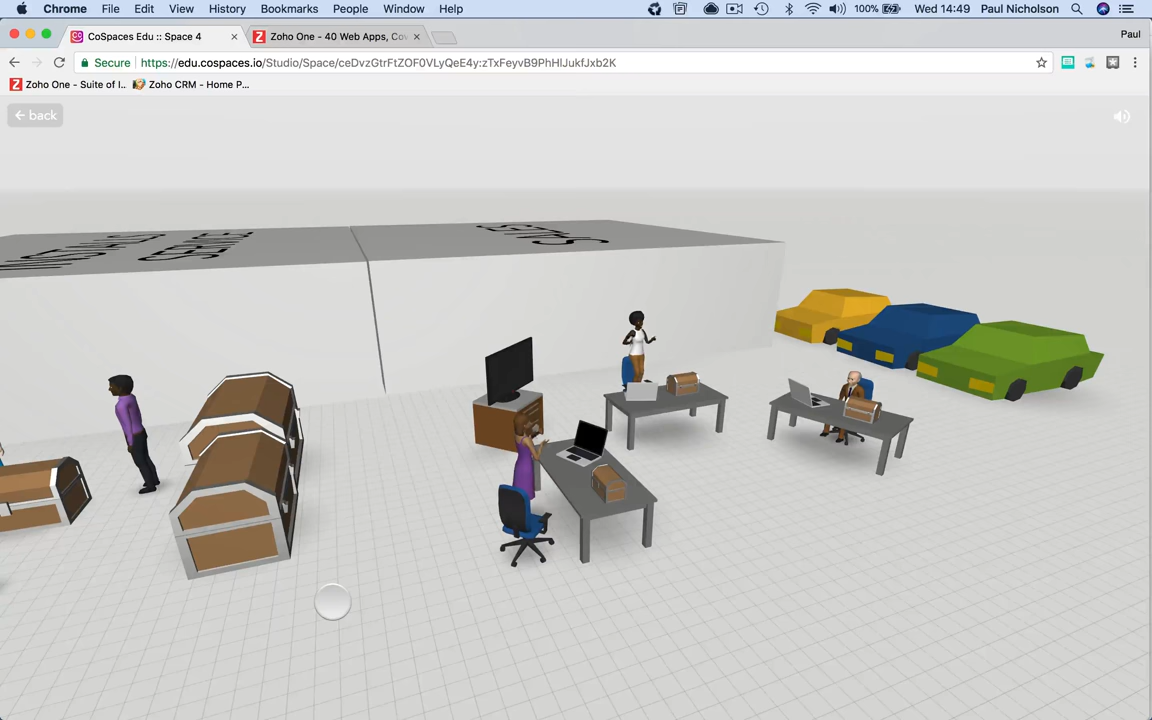 Chrome File Edit View History Bookmarks People Window Help 100% Wed 14:49 Paul Nicholson
CoSpaces Edu :: Space 4 Zoho One - 40 Web Apps, Cov Paul
Secure https://edu.cospaces.io/Studio/Space/ceDvzGtrFtZOF0VLyQeE4y:zTxFeyvB9PhHlJukfJxb2K
Zoho One - Suite of I... Zoho CRM - Home P...
back